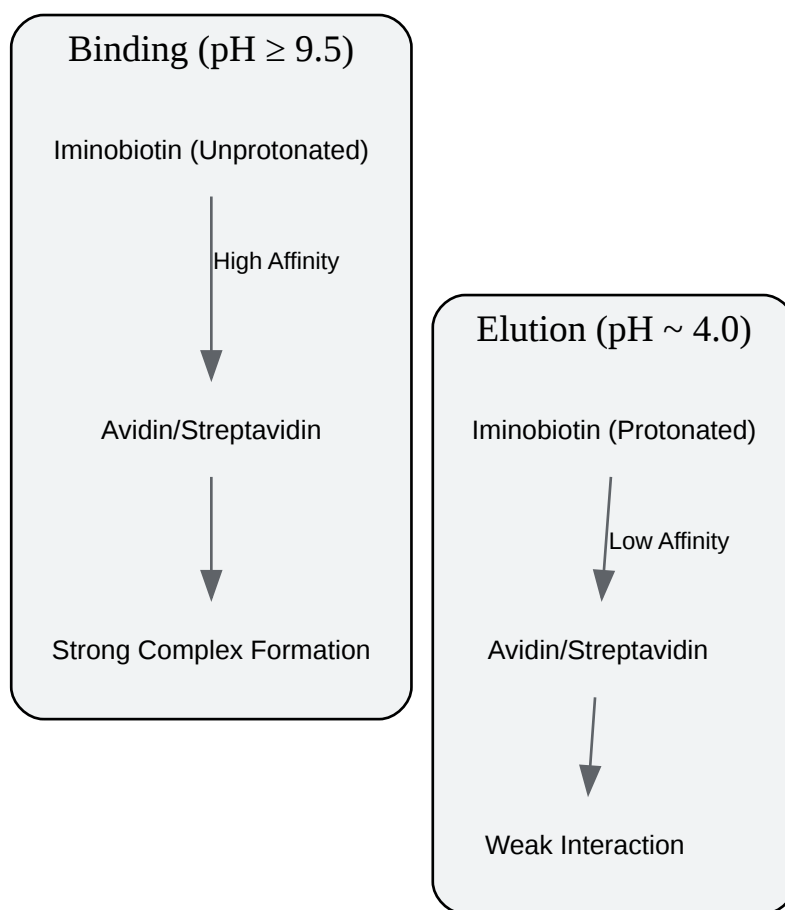 Binding (pH ≥ 9.5)
Iminobiotin (Unprotonated)
High Affinity
Avidin/Streptavidin
Strong Complex Formation
Elution (pH ~ 4.0)
Iminobiotin (Protonated)
Low Affinity
Avidin/Streptavidin
Weak Interaction